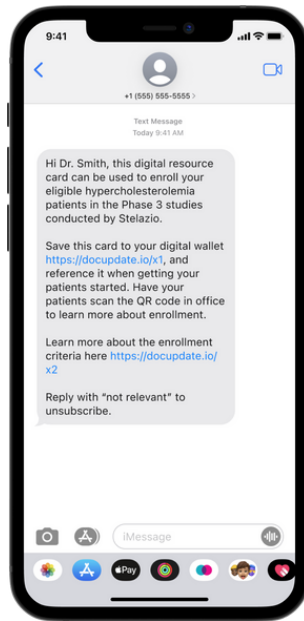 9:41
+1 (555) 555-5555 >
Text Message
Today 9:41 AM
Hi Dr. Smith, this digital resource
card can be used to enroll your
eligible hypercholesterolemia
patients in the Phase 3 studies
conducted by Stelazio.
Save this card to your digital wallet
https://docupdate.io/x1, and
reference it when getting your
patients started. Have your
patients scan the QR code in office
to learn more about enrollment.
Learn more about the enrollment
criteria here https://docupdate.io/
x2
Reply with “not relevant” to
unsubscribe.
iMessage
Pay